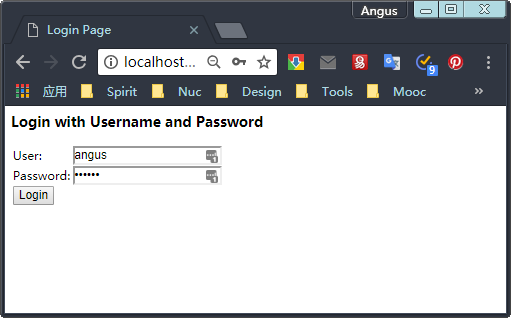 Angus
Login Page
localhost...
9
应用 Spirit Nuc Design Tools Mooc »
Login with Username and Password
User: angus
Password: ••••••
Login